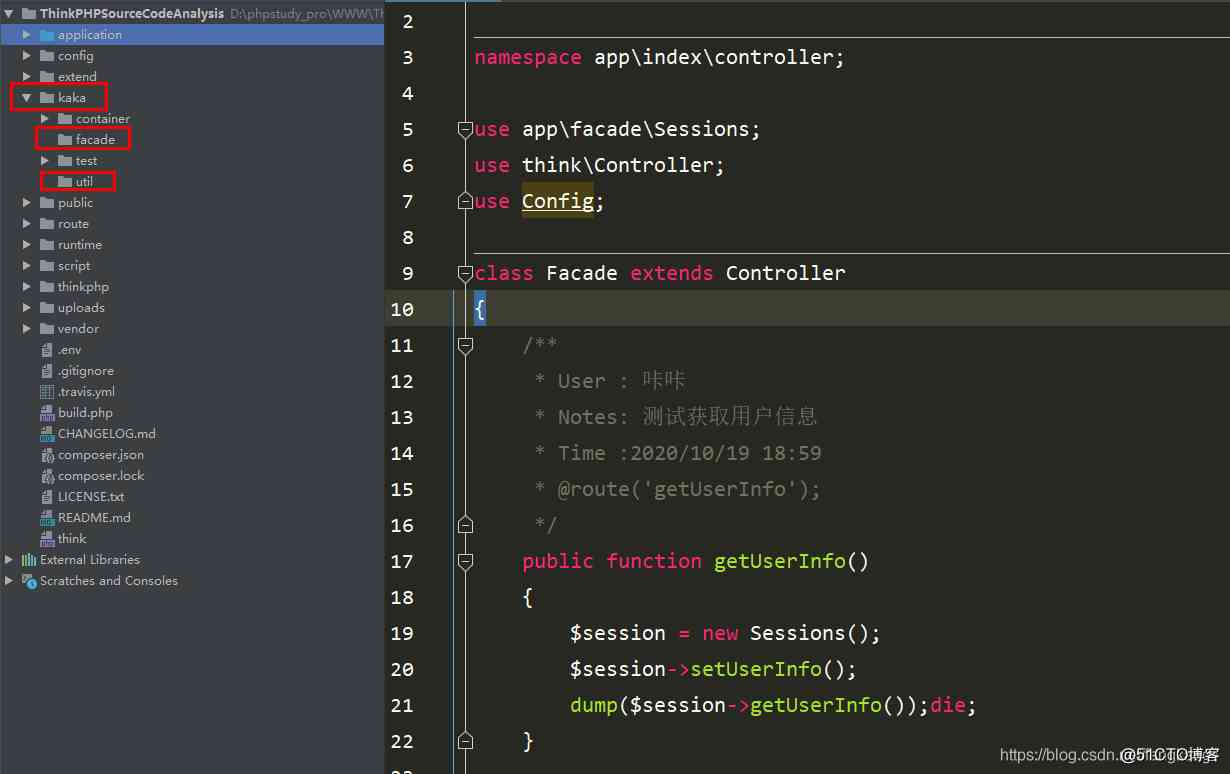 ThinkPHPSourceCodeAnalysis D:\phpstudy_pro\WWW\Th
application
config
extend
kaka
container
facade
test
util
public
route
runtime
script
thinkphp
uploads
vendor
.env
.gitignore
.travis.yml
build.php
CHANGELOG.md
composer.json
composer.lock
LICENSE.txt
README.md
think
External Libraries
Scratches and Consoles
2
3 namespace app\index\controller;
4
5 use app\facade\Sessions;
6 use think\Controller;
7 use Config;
8
9 class Facade extends Controller
10 {
11 /**
12 * User : 咔咔
13 * Notes: 测试获取用户信息
14 * Time :2020/10/19 18:59
15 * @route('getUserInfo');
16 */
17 public function getUserInfo()
18 {
19 $session = new Sessions();
20 $session->setUserInfo();
21 dump($session->getUserInfo());die;
22 }
https://blog.csdn.ne
@51CTO博客